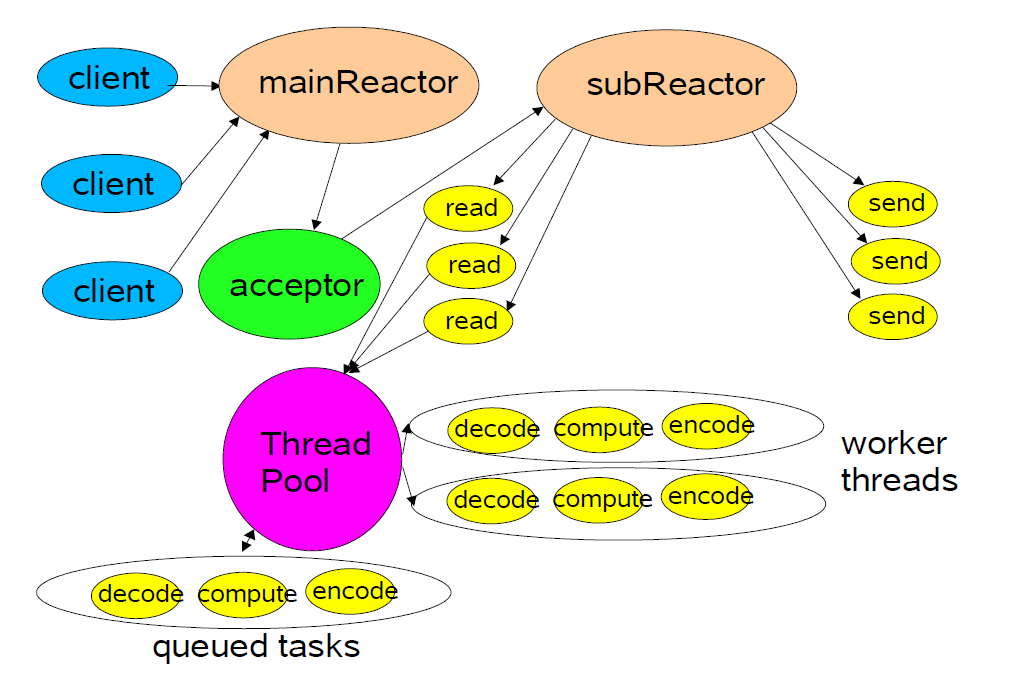 client
mainReactor
subReactor
client
client
acceptor
read
read
read
send
send
send
Thread
Pool
decode compute encode
decode compute encode
worker
threads
decode compute encode
queued tasks